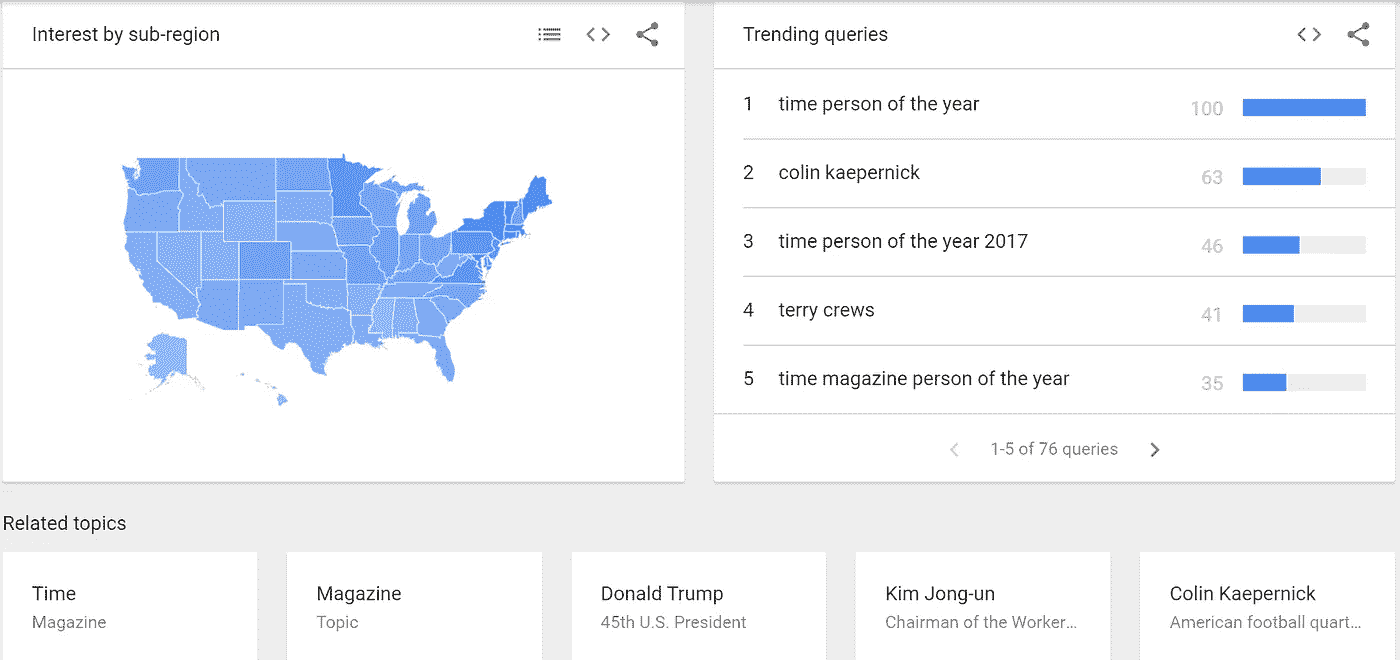 Interest by sub-region
Trending queries
1 time person of the year 100
2 colin kaepernick 63
3 time person of the year 2017 46
4 terry crews 41
5 time magazine person of the year 35
1-5 of 76 queries
Related topics
Time
Magazine
Magazine
Topic
Donald Trump
45th U.S. President
Kim Jong-un
Chairman of the Worker...
Colin Kaepernick
American football quart...